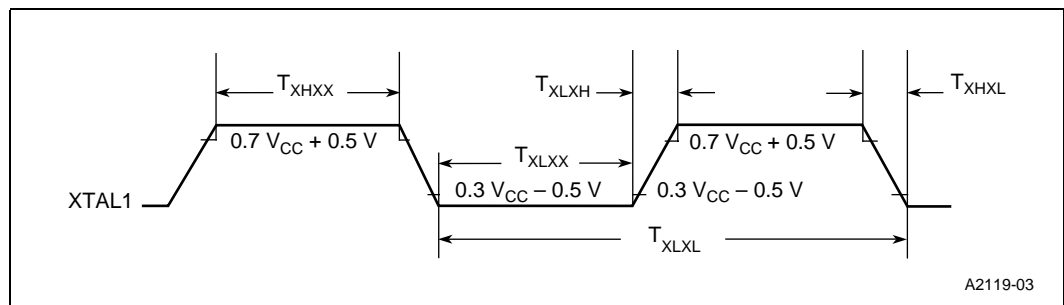 T_XHXX
T_XLXH
T_XHXL
0.7 V_CC + 0.5 V
T_XLXX
0.7 V_CC + 0.5 V
XTAL1
0.3 V_CC – 0.5 V
0.3 V_CC – 0.5 V
T_XLXL
A2119-03